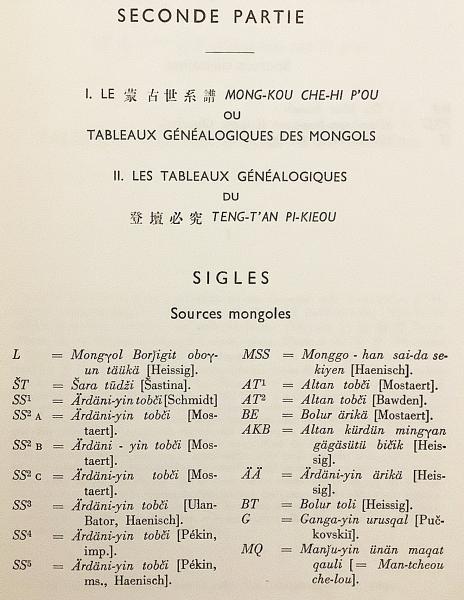 SECONDE PARTIE
I. LE 蒙古世系譜 MONG-KOU CHE-HI P'OU
OU
TABLEAUX GÉNÉALOGIQUES DES MONGOLS
II. LES TABLEAUX GÉNÉALOGIQUES
DU
登壇必究 TENG-T'AN PI-KIEOU
SIGLES
Sources mongoles
L = Mongγol Borǰigit oboγ-
un täükä [Heissig].
ŠT = Šara tūdži [Šastina].
SS¹ = Ärdäni-yin tobči [Schmidt]
SS² A = Ärdäni-yin tobči [Mos-
taert].
SS² B = Ärdäni - yin tobči [Mos-
taert].
SS² C = Ärdäni-yin tobči [Mos-
taert].
SS³ = Ärdäni-yin tobči [Ulan-
Bator, Haenisch].
SS⁴ = Ärdäni-yin tobči [Pékin,
imp.].
SS⁵ = Ärdäni-yin tobči [Pékin,
ms., Haenisch].
MSS = Monggo - han sai-da se-
kiyen [Haenisch].
AT¹ = Altan tobči [Mostaert].
AT² = Altan tobči [Bawden].
BE = Bolur ärikä [Mostaert].
AKB = Altan kürdün mingγan
gägäsütü bičik [Heis-
sig].
ÄÄ = Ärdäni-yin ärikä [Heis-
sig].
BT = Bolur toli [Heissig].
G = Ganga-yin urusqal [Puč-
kovskiï].
MQ = Manǰu-yin ünän maqat
qauli [= Man-tcheou
che-lou].